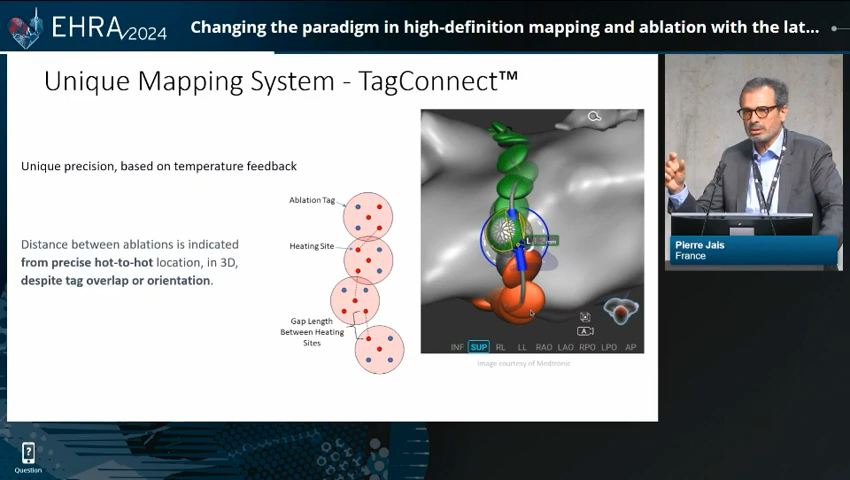 EHRA 2024
Changing the paradigm in high-definition mapping and ablation with the lat...
Unique Mapping System - TagConnect™
Unique precision, based on temperature feedback
Distance between ablations is indicated
from precise hot-to-hot location, in 3D,
despite tag overlap or orientation.
Ablation Tag
Heating Site
Gap Length
Between Heating
Sites
INF SUP RL LL RAO LAO RPO LPO AP
Image courtesy of Medtronic
Pierre Jais
France
?
Question